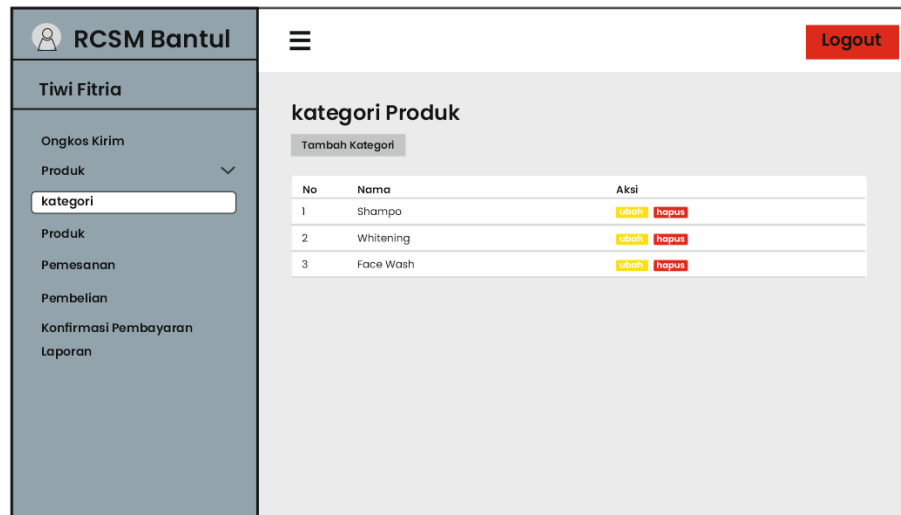 RCSM Bantul
Logout
Tiwi Fitria
Ongkos Kirim
Produk
kategori
Produk
Pemesanan
Pembelian
Konfirmasi Pembayaran
Laporan
kategori Produk
Tambah Kategori
No Nama Aksi
1 Shampo ubah hapus
2 Whitening ubah hapus
3 Face Wash ubah hapus